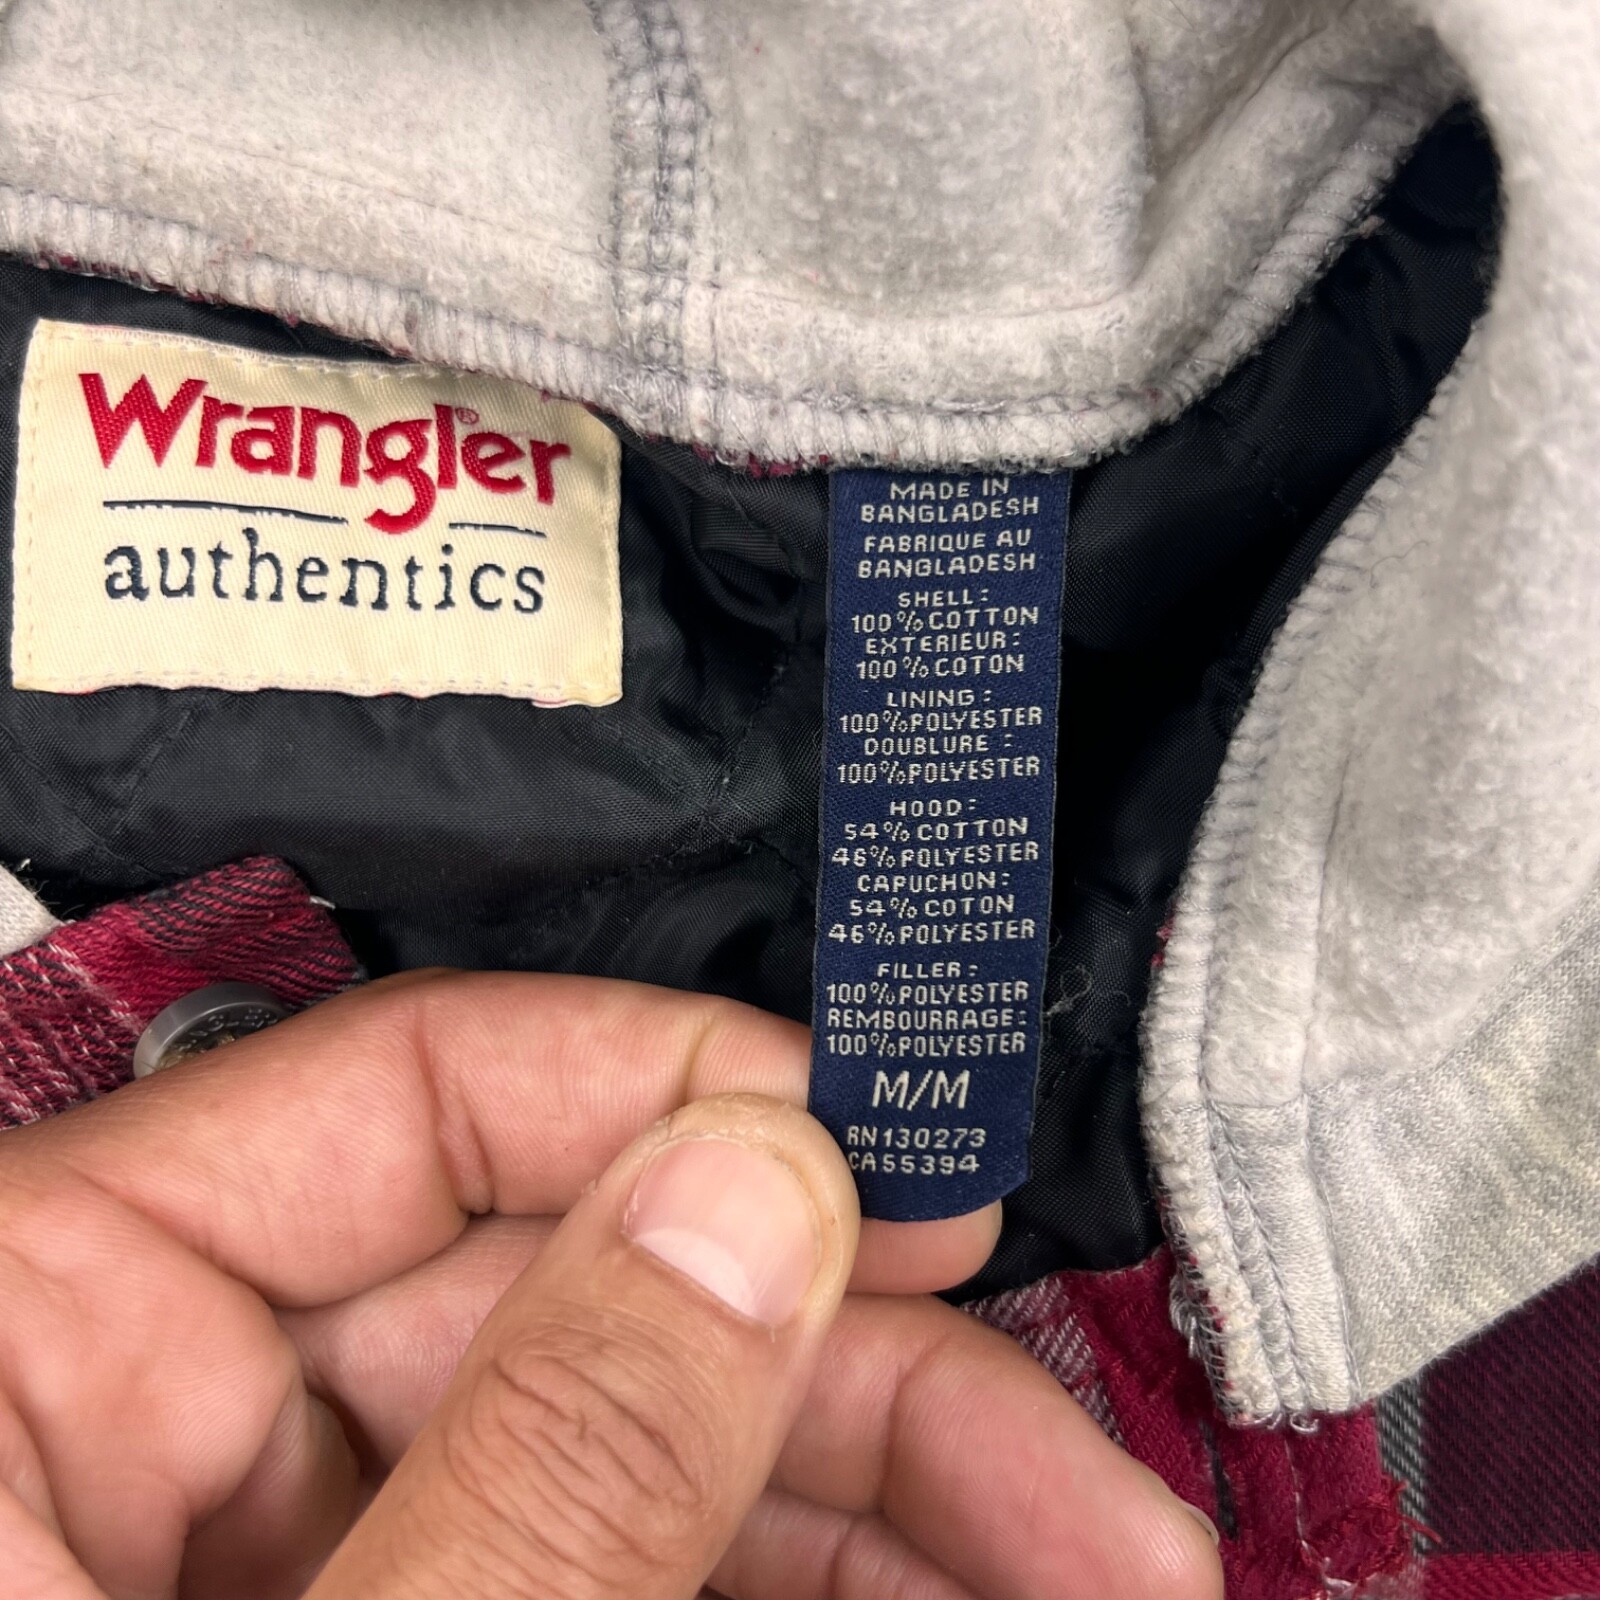 Wrangler®
authentics
MADE IN
BANGLADESH
FABRIQUE AU
BANGLADESH
SHELL:
100%COTTON
EXTERIEUR:
100%COTON
LINING:
100%POLYESTER
DOUBLURE:
100%POLYESTER
HOOD:
54%COTTON
46%POLYESTER
CAPUCHON:
54%COTON
46%POLYESTER
FILLER:
100%POLYESTER
REMBOURRAGE:
100%POLYESTER
M/M
RN130273
CA55394